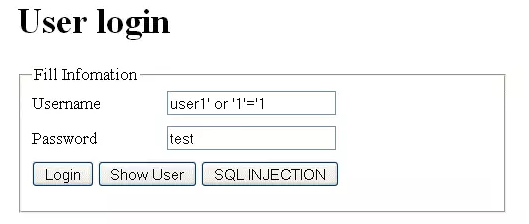 User login
Fill Infomation
Username user1' or '1'='1
Password test
Login Show User SQL INJECTION